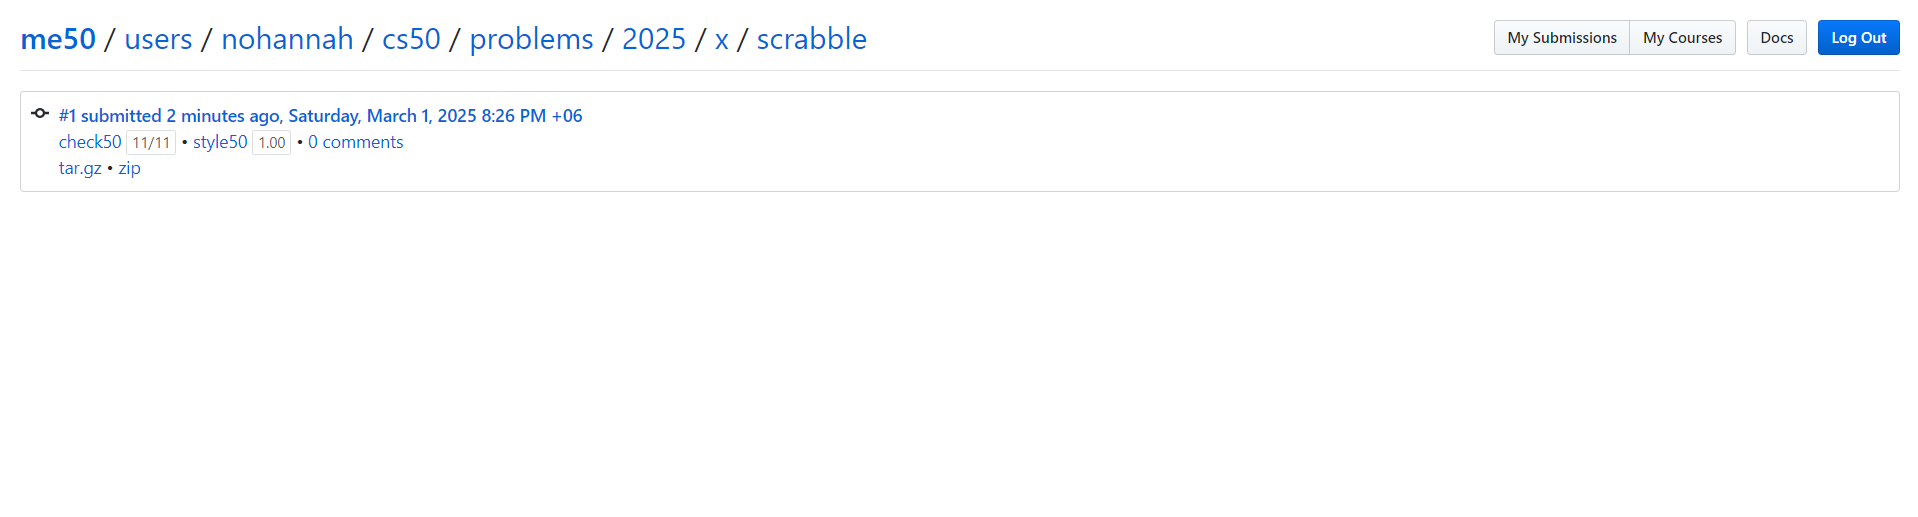 me50 / users / nohannah / cs50 / problems / 2025 / x / scrabble
My Submissions My Courses Docs Log Out
#1 submitted 2 minutes ago, Saturday, March 1, 2025 8:26 PM +06
check50 11/11 • style50 1.00 • 0 comments
tar.gz • zip